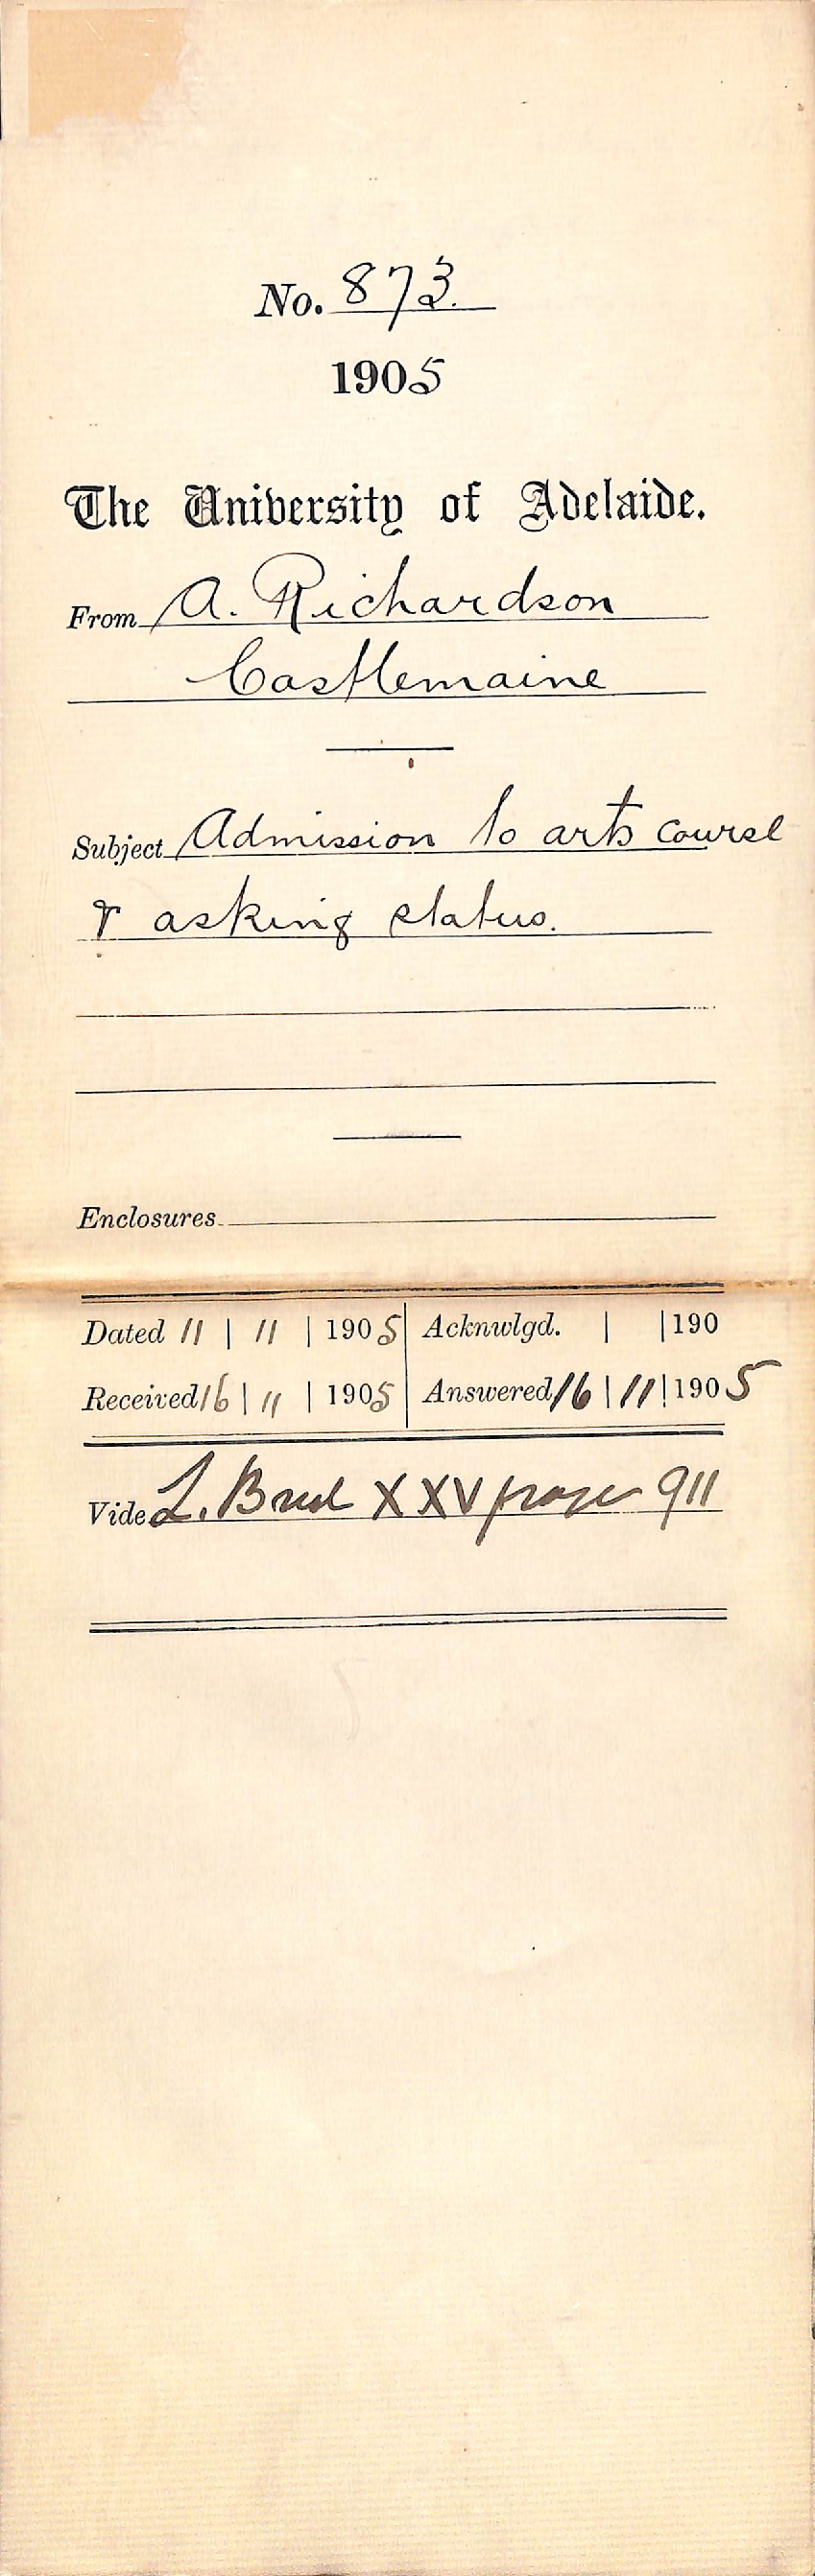 No. 873.
1905
The University of Adelaide.
From A. Richardson
Castlemaine
Subject Admission to arts course
& asking status.
Enclosures
Dated 11 | 11 | 1905 Acknwlgd. | | 190
Received 16 | 11 | 1905 Answered 16 | 11 | 1905
Vide L. XXV page 911